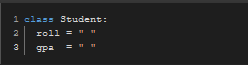 1 class Student:
2 roll = " "
3 gpa = " "